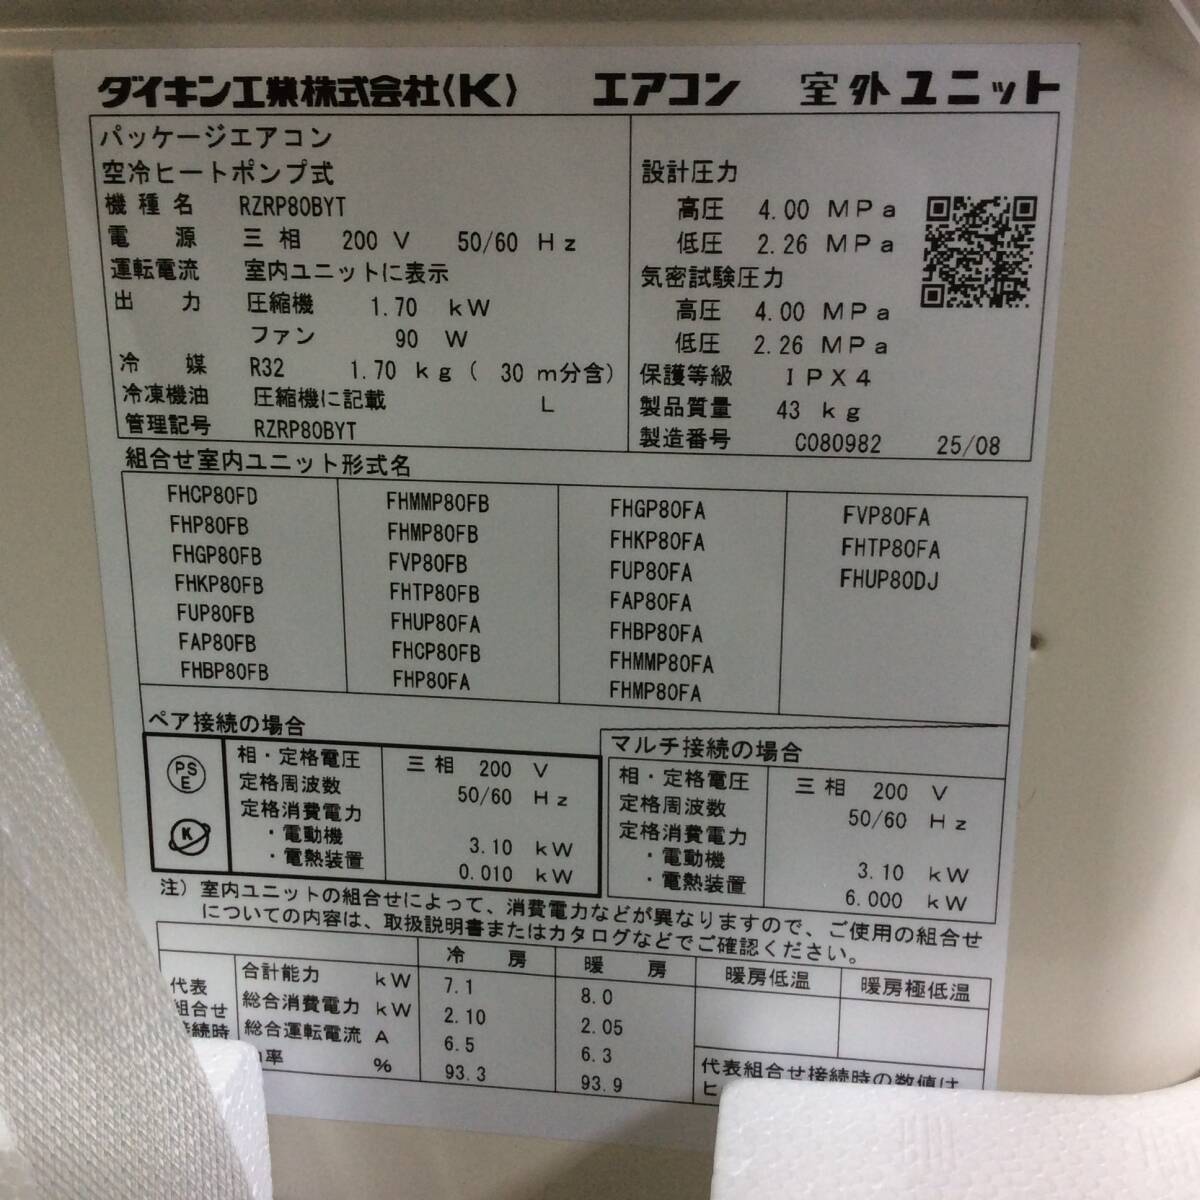 ダイキン工業株式会社〈K〉 エアコン 室外ユニット
パッケージエアコン
空冷ヒートポンプ式
機種名 RZRP80BYT
電源 三相 200 V 50/60 Hz
運転電流 室内ユニットに表示
出力 圧縮機 1.70 kW
ファン 90 W
冷媒 R32 1.70 kg ( 30 m分含)
冷凍機油 圧縮機に記載 L
管理記号 RZRP80BYT
設計圧力
高圧 4.00 MPa
低圧 2.26 MPa
気密試験圧力
高圧 4.00 MPa
低圧 2.26 MPa
保護等級 IPX4
製品質量 43 kg
製造番号 C080982 25/08
組合せ室内ユニット形式名
FHCP80FD
FHP80FB
FHGP80FB
FHKP80FB
FUP80FB
FAP80FB
FHBP80FB
FHMMP80FB
FHMP80FB
FVP80FB
FHTP80FB
FHUP80FA
FHCP80FB
FHP80FA
FHGP80FA
FHKP80FA
FUP80FA
FAP80FA
FHBP80FA
FHMMP80FA
FHMP80FA
FVP80FA
FHTP80FA
FHUP80DJ
ペア接続の場合
PS
E
K
相・定格電圧 三相 200 V
定格周波数 50/60 Hz
定格消費電力
・電動機 3.10 kW
・電熱装置 0.010 kW
マルチ接続の場合
相・定格電圧 三相 200 V
定格周波数 50/60 Hz
定格消費電力
・電動機 3.10 kW
・電熱装置 6.000 kW
注) 室内ユニットの組合せによって、消費電力などが異なりますので、ご使用の組合せ
についての内容は、取扱説明書またはカタログなどでご確認ください。
冷房 暖房 暖房低温 暖房極低温
代表
組合せ
接続時
合計能力 kW 7.1 8.0
総合消費電力 kW 2.10 2.05
総合運転電流 A 6.5 6.3
率 % 93.3 93.9
代表組合せ接続時の数値は
ヒ